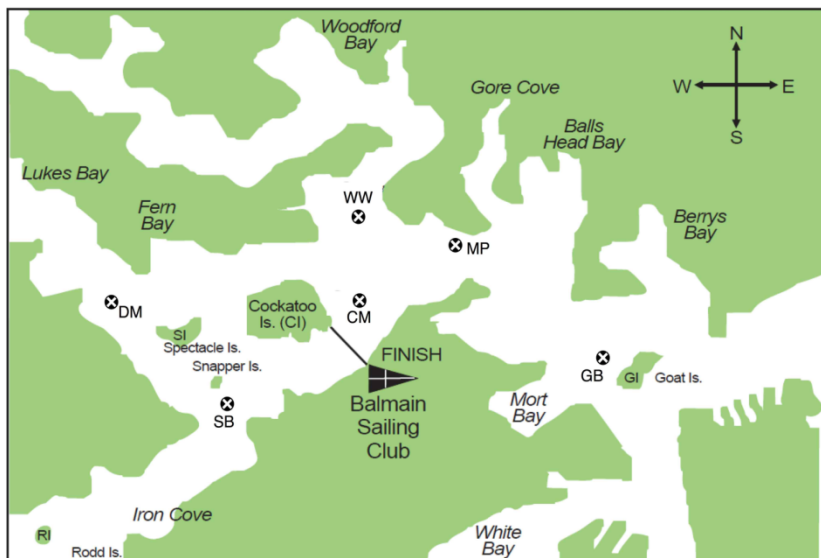 Woodford
Bay
Gore Cove
N
W E
S
Balls
Head Bay
Lukes Bay
Fern
Bay
WW
MP
Berrys
Bay
DM
Cockatoo
Is. (CI)
CM
SI
Spectacle Is.
Snapper Is.
FINISH
GB
GI
Goat Is.
SB
Balmain
Sailing
Club
Mort
Bay
Iron Cove
RI
Rodd Is.
White
Bay